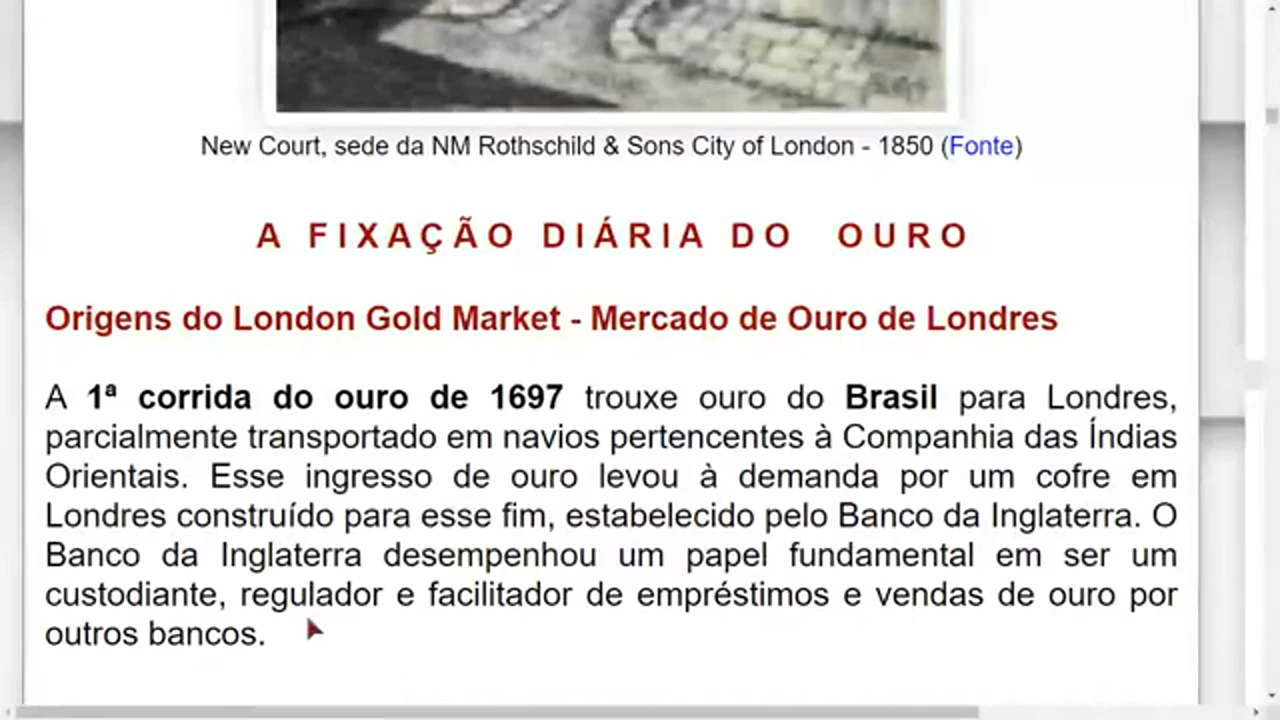 New Court, sede da NM Rothschild & Sons City of London - 1850 (Fonte)
A FIXAÇÃO DIÁRIA DO OURO
Origens do London Gold Market - Mercado de Ouro de Londres
A 1ª corrida do ouro de 1697 trouxe ouro do Brasil para Londres,
parcialmente transportado em navios pertencentes à Companhia das Índias
Orientais. Esse ingresso de ouro levou à demanda por um cofre em
Londres construído para esse fim, estabelecido pelo Banco da Inglaterra. O
Banco da Inglaterra desempenhou um papel fundamental em ser um
custodiante, regulador e facilitador de empréstimos e vendas de ouro por
outros bancos.